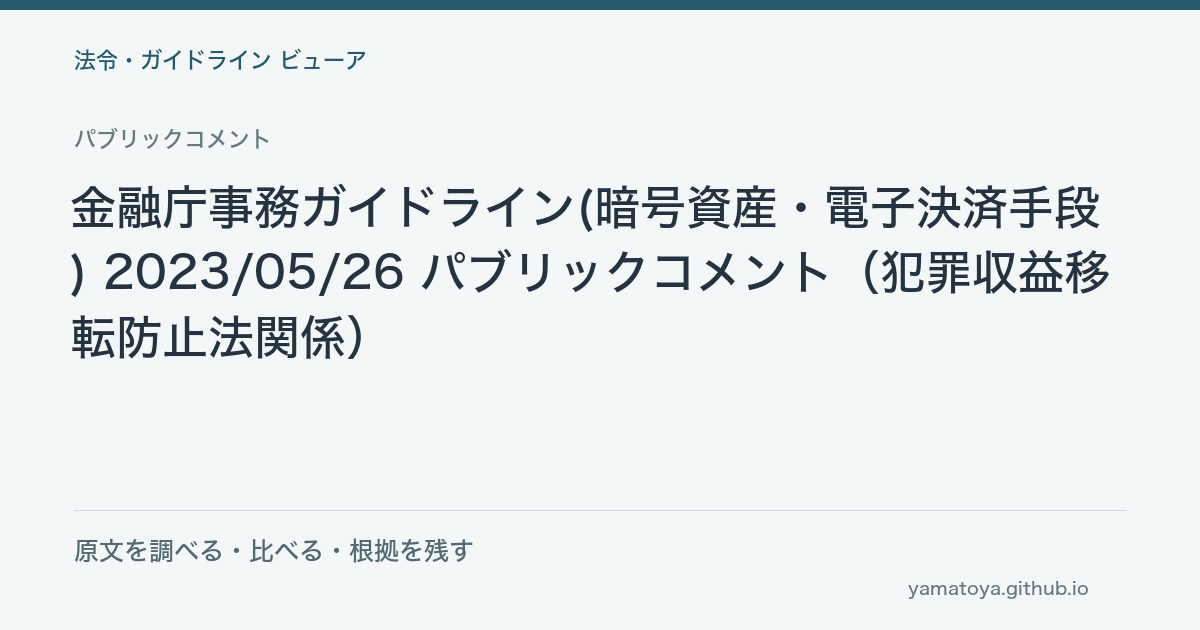 法令・ガイドライン ビューア
パブリックコメント
金融庁事務ガイドライン(暗号資産・電子決済手段
) 2023/05/26 パブリックコメント（犯罪収益移
転防止法関係）
原文を調べる・比べる・根拠を残す
yamatoya.github.io